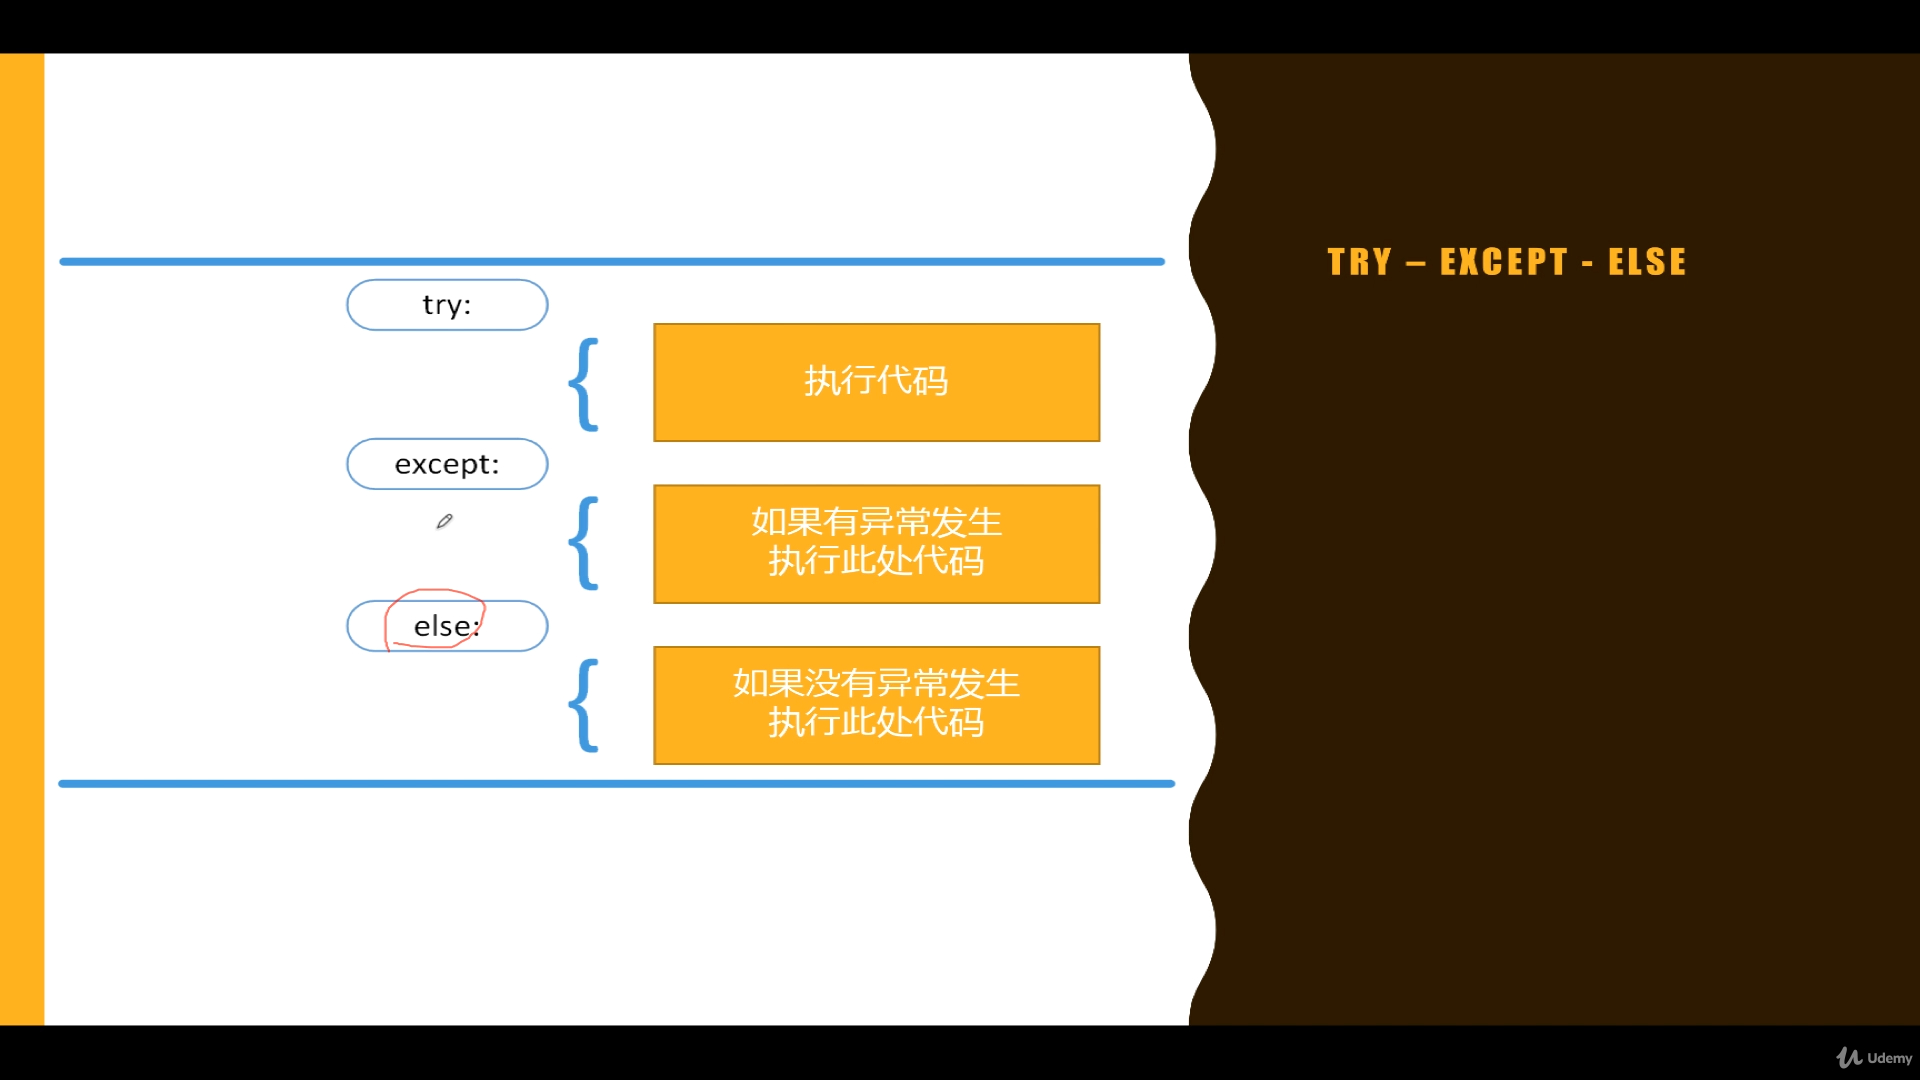 TRY – EXCEPT - ELSE
try:
执行代码
except:
如果有异常发生
执行此处代码
else:
如果没有异常发生
执行此处代码
Udemy